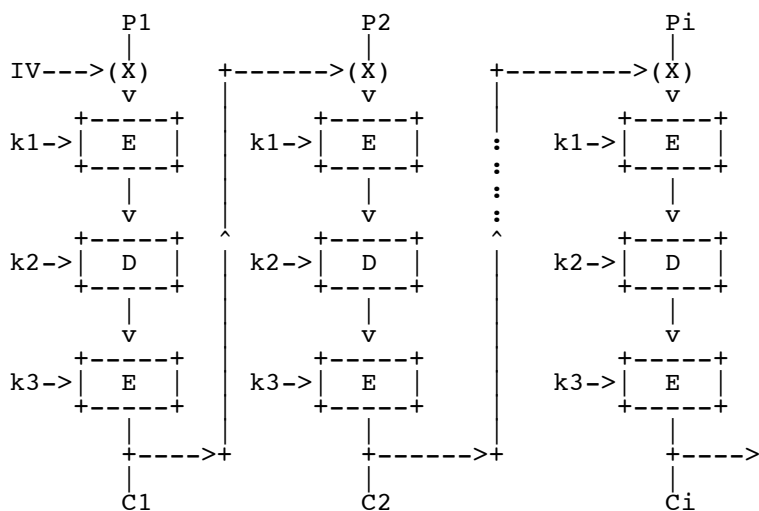 P1 P2 Pi
IV--->(X) +------>(X) +-------->(X)
v v v
k1->| E | k1->| E | k1->| E |
v v v
k2->| D | k2->| D | k2->| D |
v v v
k3->| E | k3->| E | k3->| E |
C1 C2 Ci